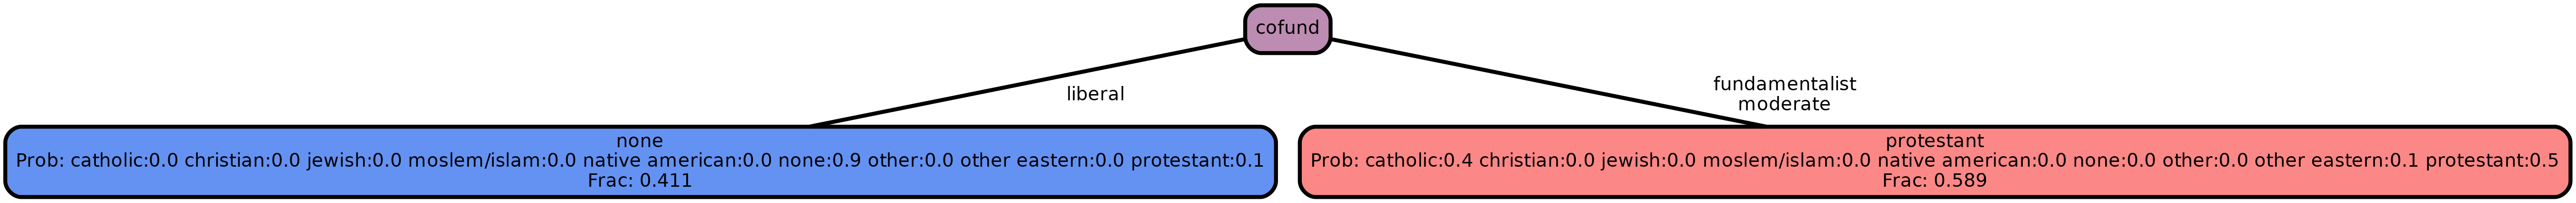 cofund
liberal
fundamentalist
moderate
none
Prob: catholic:0.0 christian:0.0 jewish:0.0 moslem/islam:0.0 native american:0.0 none:0.9 other:0.0 other eastern:0.0 protestant:0.1
Frac: 0.411
protestant
Prob: catholic:0.4 christian:0.0 jewish:0.0 moslem/islam:0.0 native american:0.0 none:0.0 other:0.0 other eastern:0.1 protestant:0.5
Frac: 0.589